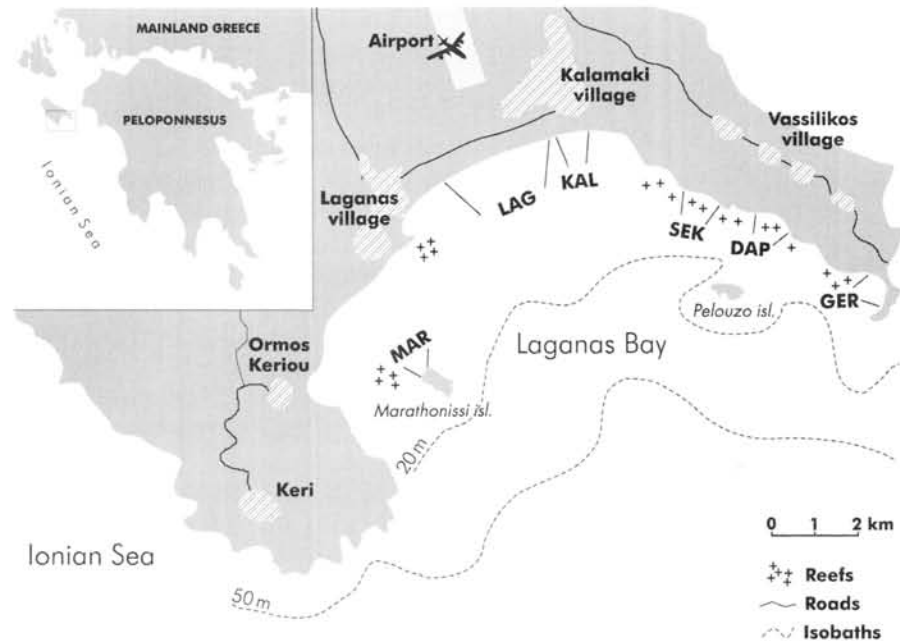 MAINLAND GREECE
PELOPONNESUS
Ionian Sea
Airport
Kalamaki
village
Vassilikos
village
Laganas
village
LAG
KAL
SEK
DAP
GER
Pelouzo isl.
Laganas Bay
Ormos
Keriou
MAR
Marathonissi isl.
20 m
Keri
Ionian Sea
50 m
0 1 2 km
Reefs
Roads
Isobaths